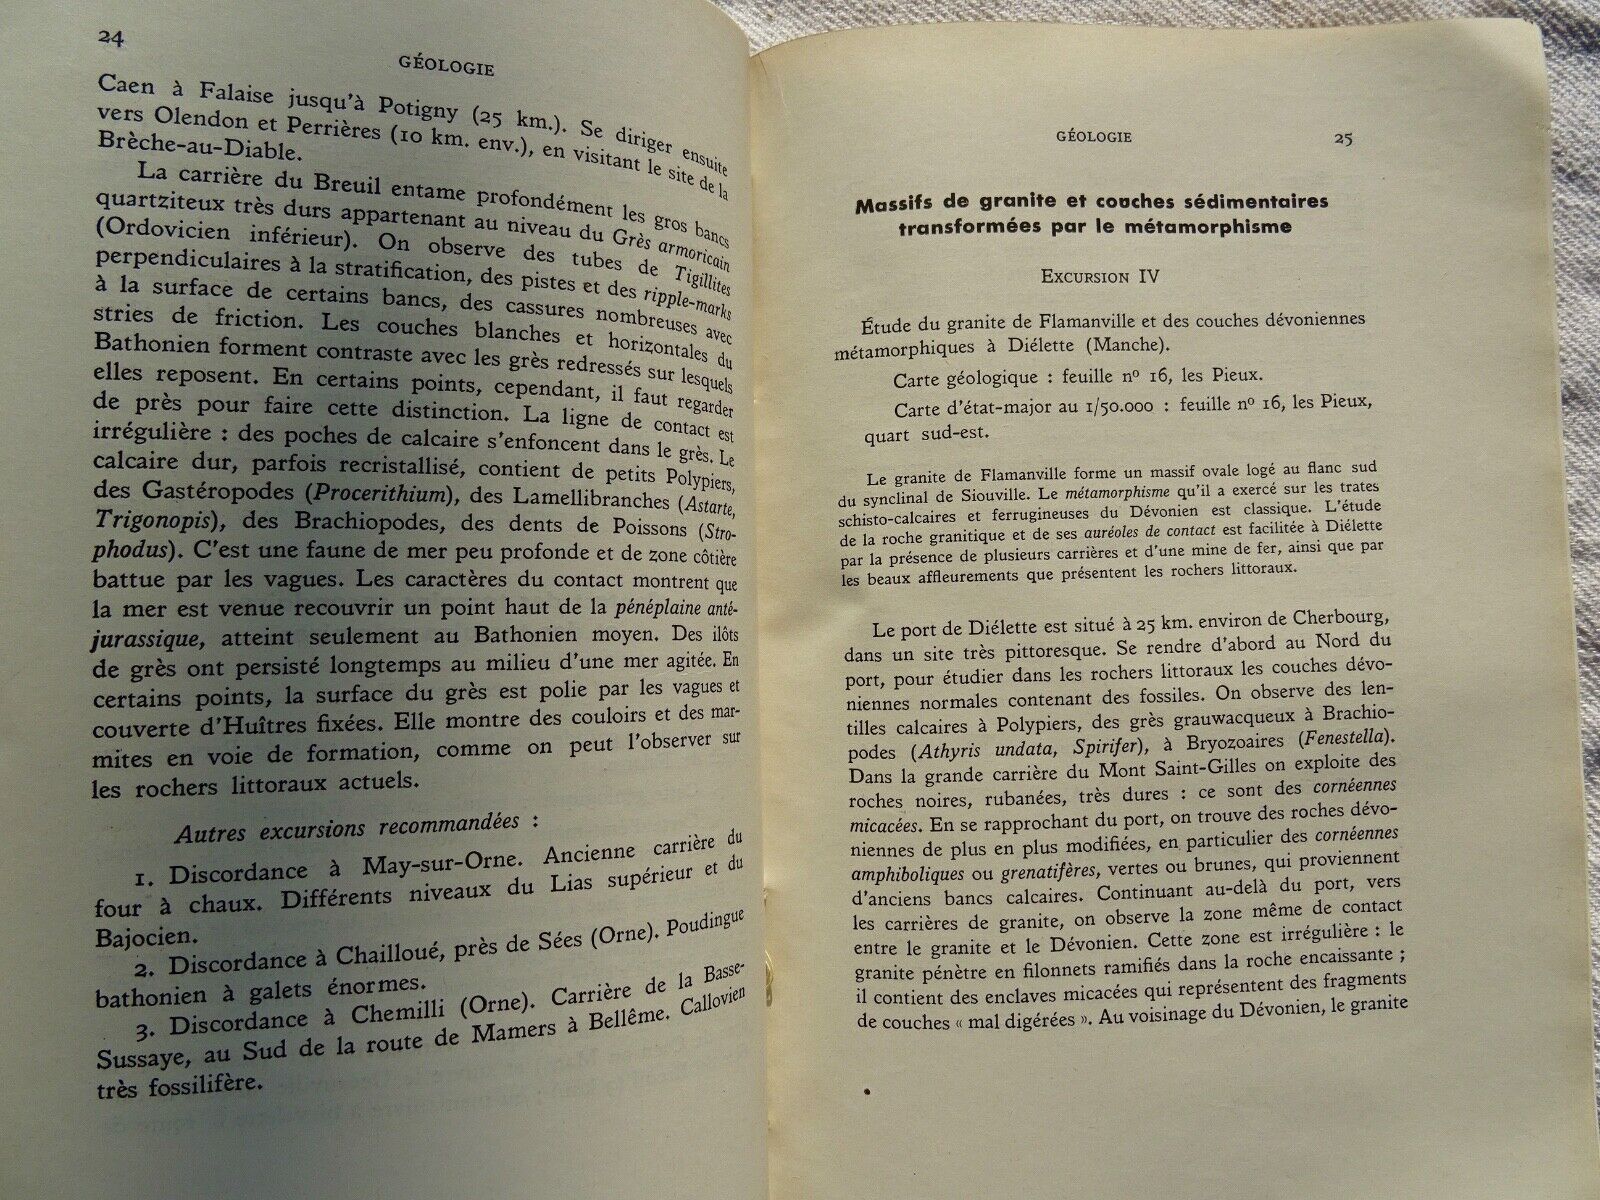 24
GÉOLOGIE
Caen à Falaise jusqu'à Potigny (25 km.). Se diriger ensuite
vers Olendon et Perrières (10 km. env.), en visitant le site de la
Brèche-au-Diable.
La carrière du Breuil entame profondément les gros bancs
quartziteux très durs appartenant au niveau du Grès armoricain
(Ordovicien inférieur). On observe des tubes de Tigillites
perpendiculaires à la stratification, des pistes et des ripple-marks
à la surface de certains bancs, des cassures nombreuses avec
stries de friction. Les couches blanches et horizontales du
Bathonien forment contraste avec les grès redressés sur lesquels
elles reposent. En certains points, cependant, il faut regarder
de près pour faire cette distinction. La ligne de contact est
irrégulière : des poches de calcaire s'enfoncent dans le grès. Le
calcaire dur, parfois recristallisé, contient de petits Polypiers,
des Gastéropodes (Procerithium), des Lamellibranches (Astarte,
Trigonopis), des Brachiopodes, des dents de Poissons (Stro-
phodus). C'est une faune de mer peu profonde et de zone côtière
battue par les vagues. Les caractères du contact montrent que
la mer est venue recouvrir un point haut de la pénéplaine anté-
jurassique, atteint seulement au Bathonien moyen. Des ilôts
de grès ont persisté longtemps au milieu d'une mer agitée. En
certains points, la surface du grès est polie par les vagues et
couverte d'Huîtres fixées. Elle montre des couloirs et des mar-
mites en voie de formation, comme on peut l'observer sur
les rochers littoraux actuels.
Autres excursions recommandées :
1. Discordance à May-sur-Orne. Ancienne carrière du
four à chaux. Différents niveaux du Lias supérieur et du
Bajocien.
2. Discordance à Chailloué, près de Sées (Orne). Poudingue
bathonien à galets énormes.
3. Discordance à Chemilli (Orne). Carrière de la Basse-
Sussaye, au Sud de la route de Mamers à Bellême. Callovien
très fossilifère.
GÉOLOGIE
25
Massifs de granite et couches sédimentaires
transformées par le métamorphisme
EXCURSION IV
Étude du granite de Flamanville et des couches dévoniennes
métamorphiques à Diélette (Manche).
Carte géologique : feuille nº 16, les Pieux.
Carte d'état-major au 1/50.000 : feuille nº 16, les Pieux,
quart sud-est.
Le granite de Flamanville forme un massif ovale logé au flanc sud
du synclinal de Siouville. Le métamorphisme qu'il a exercé sur les trates
schisto-calcaires et ferrugineuses du Dévonien est classique. L'étude
de la roche granitique et de ses auréoles de contact est facilitée à Diélette
par la présence de plusieurs carrières et d'une mine de fer, ainsi que par
les beaux affleurements que présentent les rochers littoraux.
Le port de Diélette est situé à 25 km. environ de Cherbourg,
dans un site très pittoresque. Se rendre d'abord au Nord du
port, pour étudier dans les rochers littoraux les couches dévo-
niennes normales contenant des fossiles. On observe des len-
tilles calcaires à Polypiers, des grès grauwacqueux à Brachio-
podes (Athyris undata, Spirifer), à Bryozoaires (Fenestella).
Dans la grande carrière du Mont Saint-Gilles on exploite des
roches noires, rubanées, très dures : ce sont des cornéennes
micacées. En se rapprochant du port, on trouve des roches dévo-
niennes de plus en plus modifiées, en particulier des cornéennes
amphiboliques ou grenatifères, vertes ou brunes, qui proviennent
d'anciens bancs calcaires. Continuant au-delà du port, vers
les carrières de granite, on observe la zone même de contact
entre le granite et le Dévonien. Cette zone est irrégulière : le
granite pénètre en filonnets ramifiés dans la roche encaissante ;
il contient des enclaves micacées qui représentent des fragments
de couches « mal digérées ». Au voisinage du Dévonien, le granite